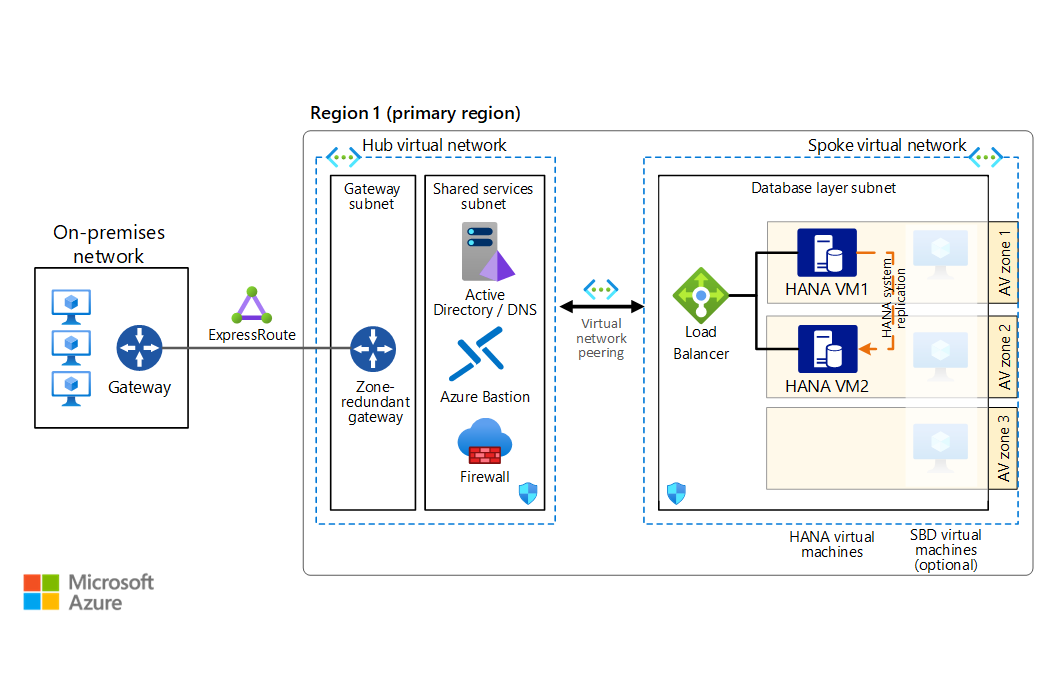 Region 1 (primary region)
Hub virtual network
Spoke virtual network
Gateway
subnet
Shared services
subnet
Database layer subnet
On-premises
network
Active
Directory / DNS
HANA VM1
AV zone 1
HANA system
replication
ExpressRoute
Gateway
Virtual
network
peering
Load
Balancer
HANA VM2
AV zone 2
Zone-
redundant
gateway
Azure Bastion
Firewall
AV zone 3
HANA virtual
machines
SBD virtual
machines
(optional)
Microsoft
Azure